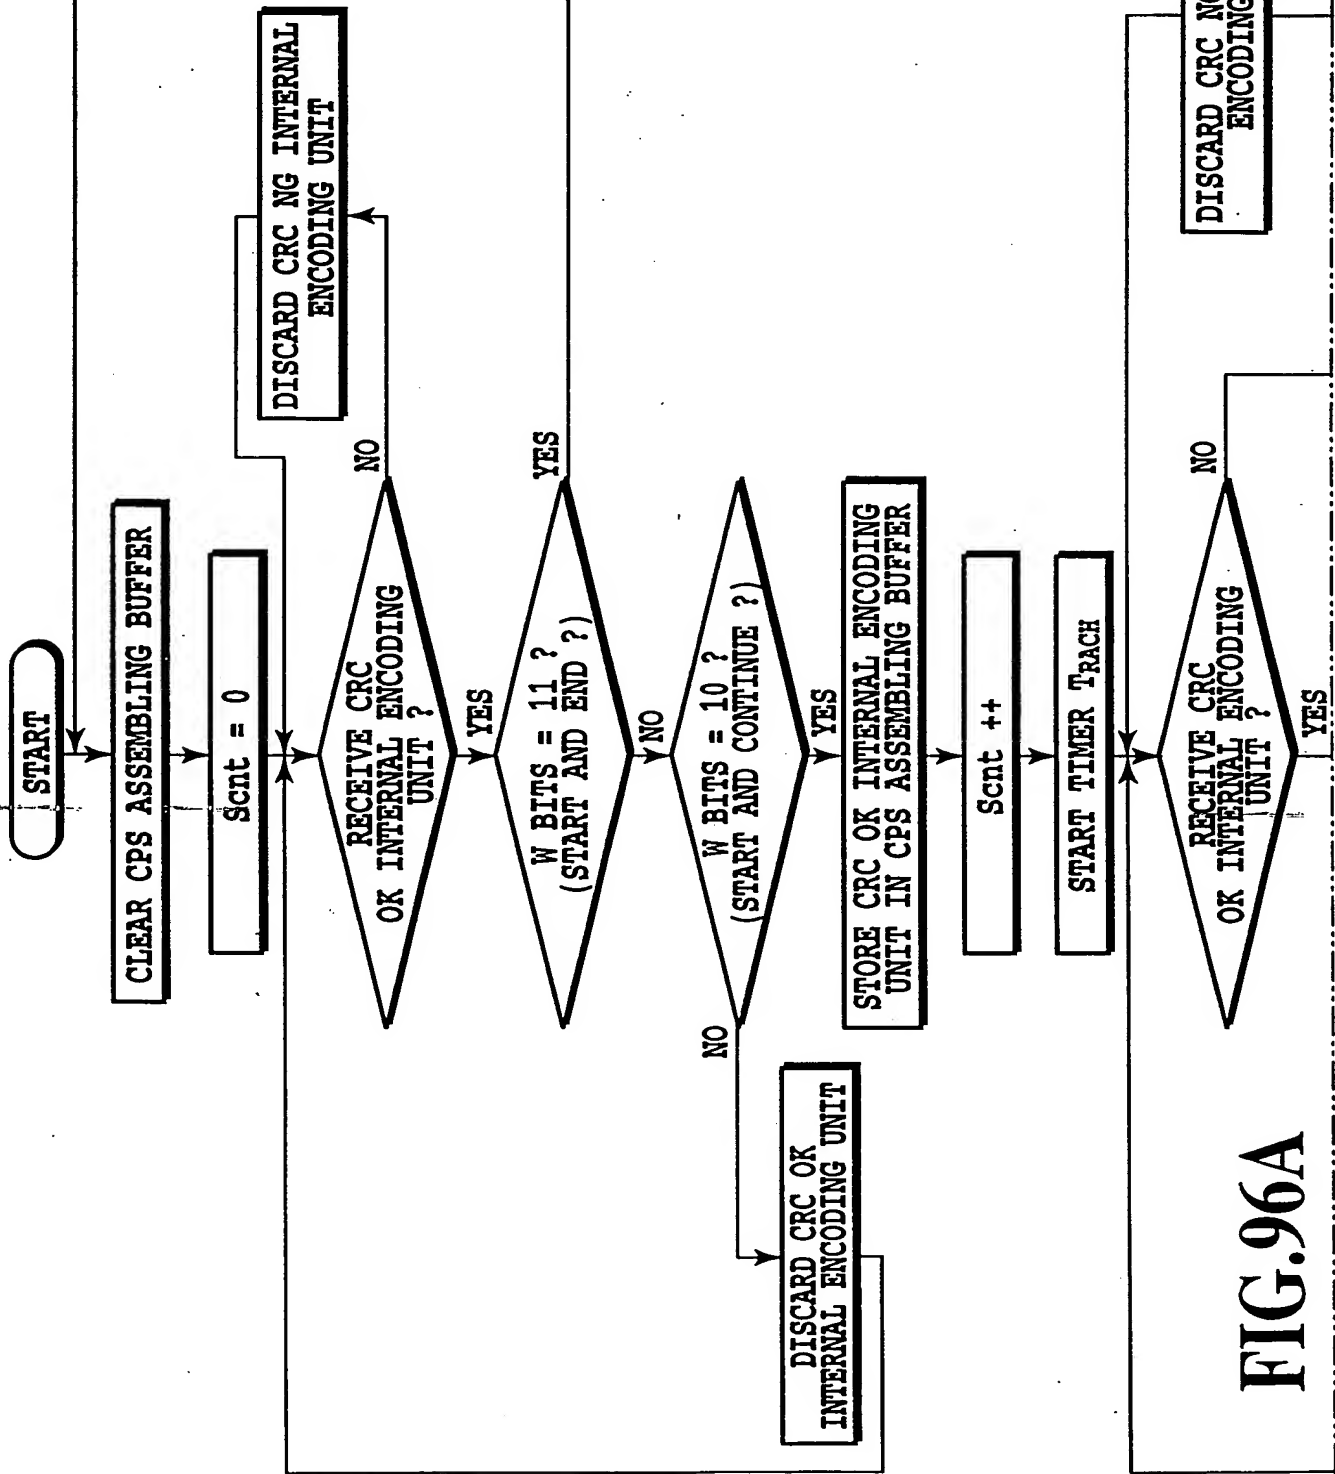 START
CLEAR CPS ASSEMBLING BUFFER
Scnt = 0
RECEIVE CRC
OK INTERNAL ENCODING
UNIT ?
NO
DISCARD CRC NG INTERNAL
ENCODING UNIT
YES
W BITS = 11 ?
(START AND END ?)
YES
NO
W BITS = 10 ?
(START AND CONTINUE ?)
NO
DISCARD CRC OK
INTERNAL ENCODING UNIT
YES
STORE CRC OK INTERNAL ENCODING
UNIT IN CPS ASSEMBLING BUFFER
Scnt ++
START TIMER TRACH
RECEIVE CRC
OK INTERNAL ENCODING
UNIT ?
NO
DISCARD CRC
ENCODING
YES
FIG.96A